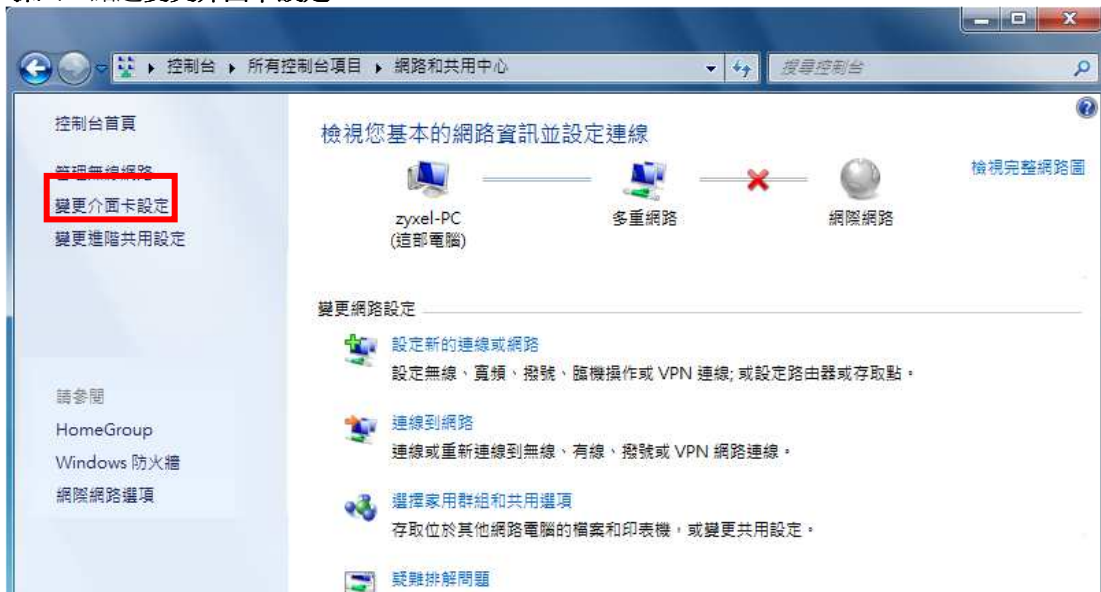 控制台 ▸ 所有控制台項目 ▸ 網路和共用中心
搜尋控制台
控制台首頁
管理無線網路
變更介面卡設定
變更進階共用設定
請參閱
HomeGroup
Windows 防火牆
網際網路選項
檢視您基本的網路資訊並設定連線
檢視完整網路圖
zyxel-PC
(這部電腦)
多重網路
網際網路
變更網路設定
設定新的連線或網路
設定無線、寬頻、撥號、臨機操作或 VPN 連線; 或設定路由器或存取點。
連線到網路
連線或重新連線到無線、有線、撥號或 VPN 網路連線。
選擇家用群組和共用選項
存取位於其他網路電腦的檔案和印表機，或變更共用設定。
疑難排解問題